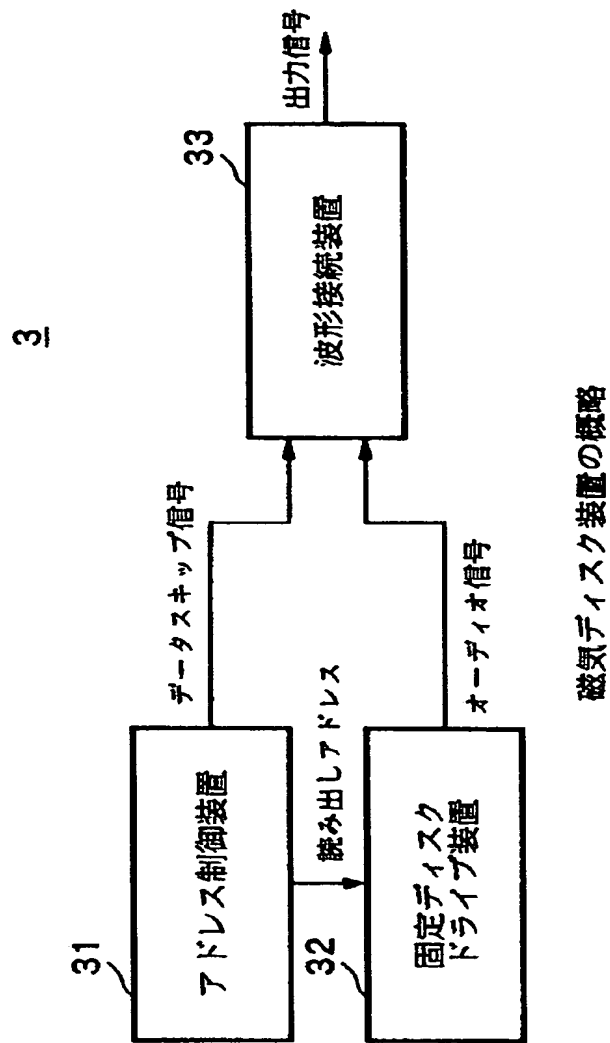 3
31
アドレス制御装置
データスキップ信号
読み出しアドレス
32
固定ディスク
ドライブ装置
オーディオ信号
33
波形接続装置
出力信号
磁気ディスク装置の概略